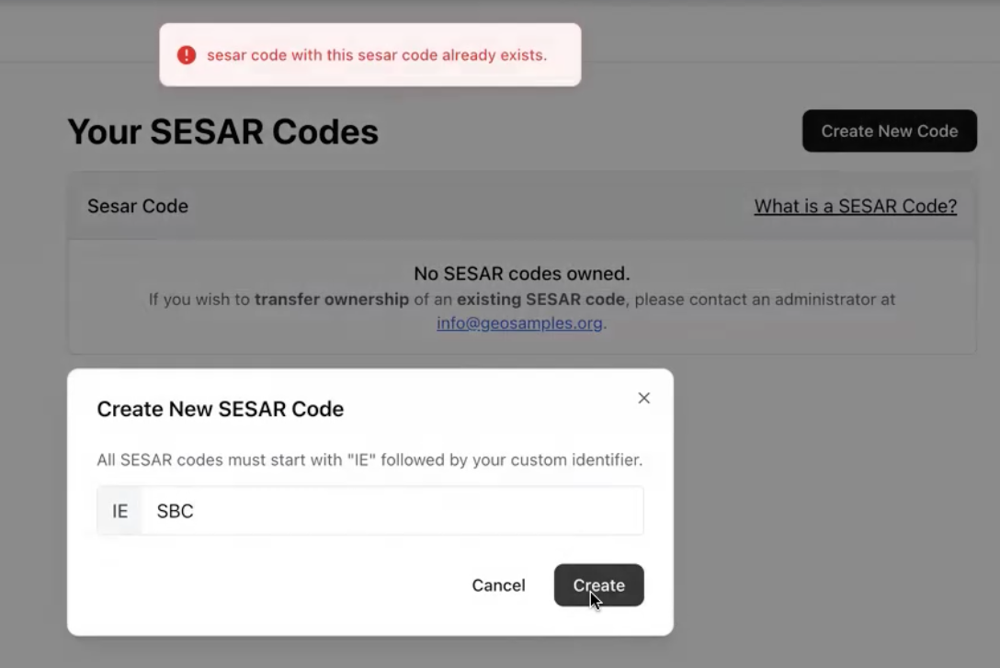 sesar code with this sesar code already exists.
Your SESAR Codes
Create New Code
Sesar Code
What is a SESAR Code?
No SESAR codes owned.
If you wish to transfer ownership of an existing SESAR code, please contact an administrator at
info@geosamples.org.
Create New SESAR Code
All SESAR codes must start with "IE" followed by your custom identifier.
IE SBC
Cancel
Create